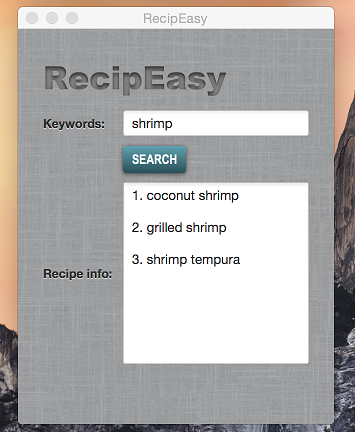 RecipEasy
RecipEasy
Keywords: shrimp
SEARCH
1. coconut shrimp
2. grilled shrimp
3. shrimp tempura
Recipe info: